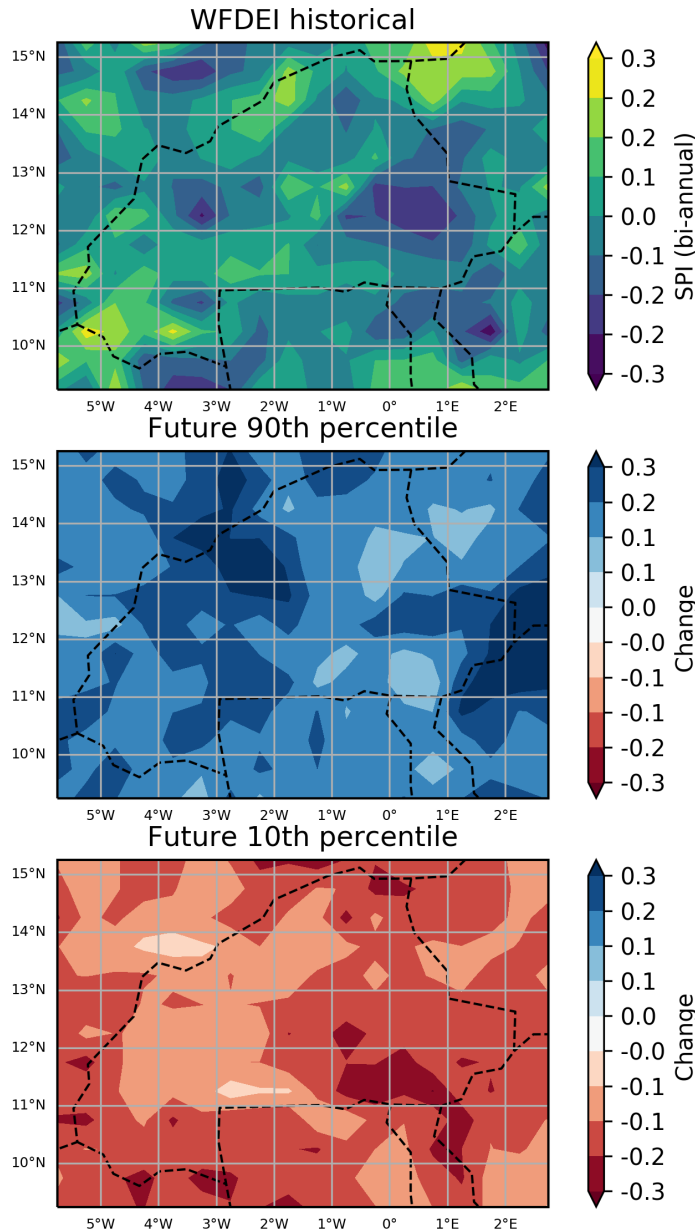 WFDEI historical
15°N
14°N
13°N
12°N
11°N
10°N
5°W 4°W 3°W 2°W 1°W 0° 1°E 2°E
0.3
0.2
0.2
0.1
0.0
-0.1
-0.2
-0.2
-0.3
SPI (bi-annual)
Future 90th percentile
15°N
14°N
13°N
12°N
11°N
10°N
5°W 4°W 3°W 2°W 1°W 0° 1°E 2°E
0.3
0.2
0.1
0.1
0.0
-0.0
-0.1
-0.1
-0.2
-0.3
Change
Future 10th percentile
15°N
14°N
13°N
12°N
11°N
10°N
5°W 4°W 3°W 2°W 1°W 0° 1°E 2°E
0.3
0.2
0.1
0.1
0.0
-0.0
-0.1
-0.1
-0.2
-0.3
Change